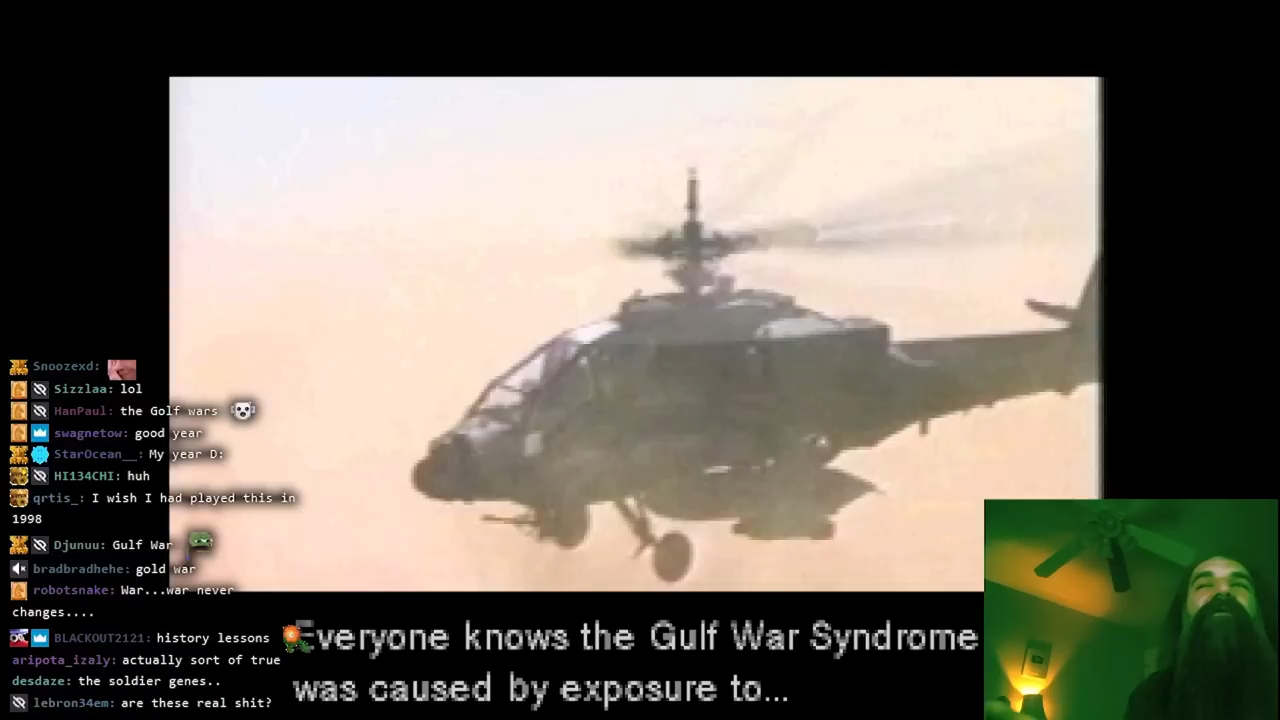 Snoozexd:
Sizzlaa: lol
HanPaul: the Golf wars
swagnetow: good year
StarOcean__: My year D:
HI134CHI: huh
qrtis_: I wish I had played this in
1998
Djunuu: Gulf War
bradbradhehe: gold war
robotsnake: War...war never
changes....
BLACKOUT2121: history lessons
aripota_izaly: actually sort of true
desdaze: the soldier genes..
lebron34em: are these real shit?
Everyone knows the Gulf War Syndrome
was caused by exposure to...